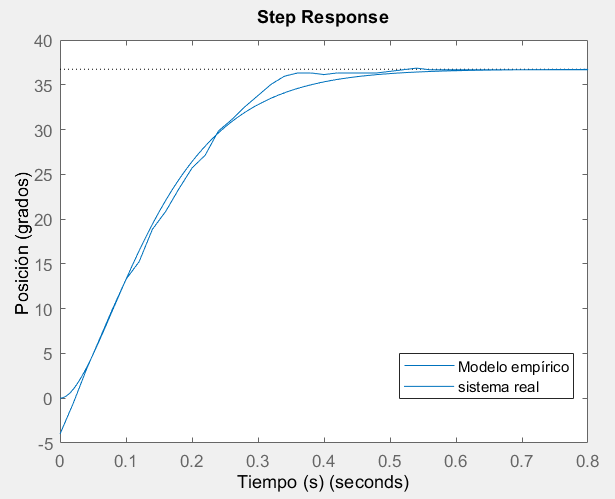 Step Response
40
35
30
25
20
15
10
5
0
-5
Posición (grados)
Modelo empírico
sistema real
0 0.1 0.2 0.3 0.4 0.5 0.6 0.7 0.8
Tiempo (s) (seconds)